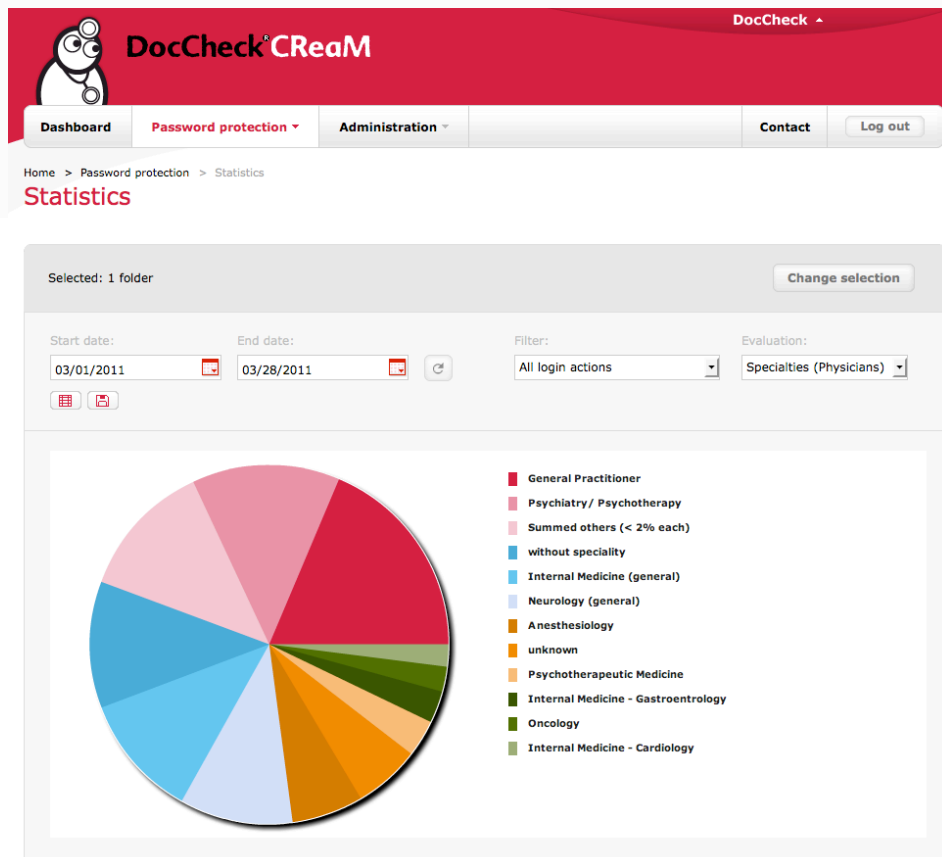 DocCheck
DocCheck® CReaM
Dashboard
Password protection
Administration
Contact
Log out
Home > Password protection > Statistics
Statistics
Selected: 1 folder
Change selection
Start date:
End date:
Filter:
Evaluation:
03/01/2011
03/28/2011
All login actions
Specialties (Physicians)
General Practitioner
Psychiatry/ Psychotherapy
Summed others (< 2% each)
without speciality
Internal Medicine (general)
Neurology (general)
Anesthesiology
unknown
Psychotherapeutic Medicine
Internal Medicine - Gastroentrology
Oncology
Internal Medicine - Cardiology